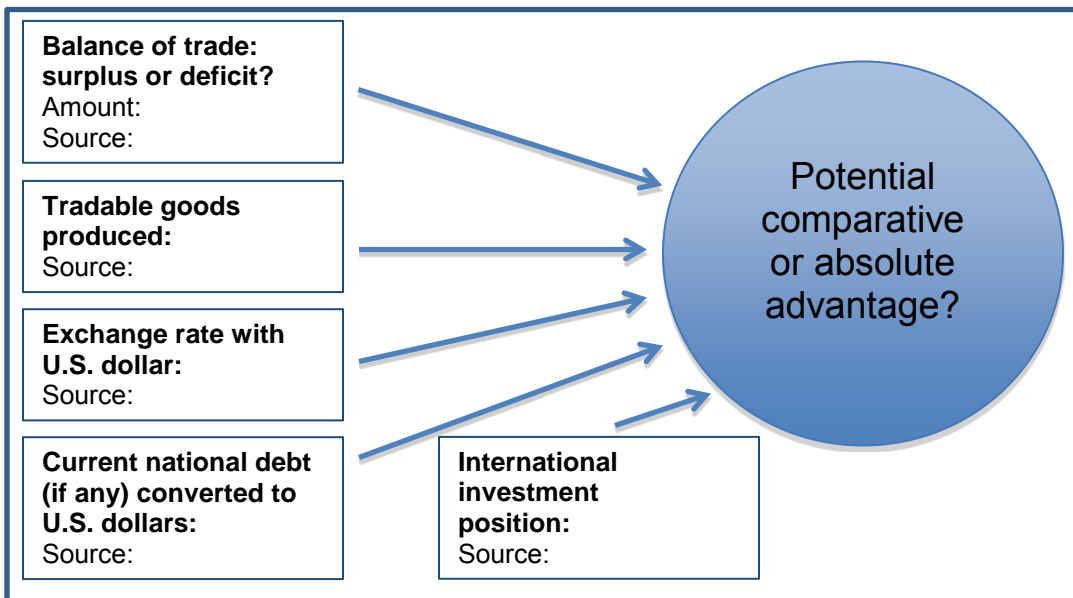 Balance of trade:
surplus or deficit?
Amount:
Source:
Tradable goods
produced:
Source:
Exchange rate with
U.S. dollar:
Source:
Current national debt
(if any) converted to
U.S. dollars:
Source:
International
investment
position:
Source:
Potential
comparative
or absolute
advantage?